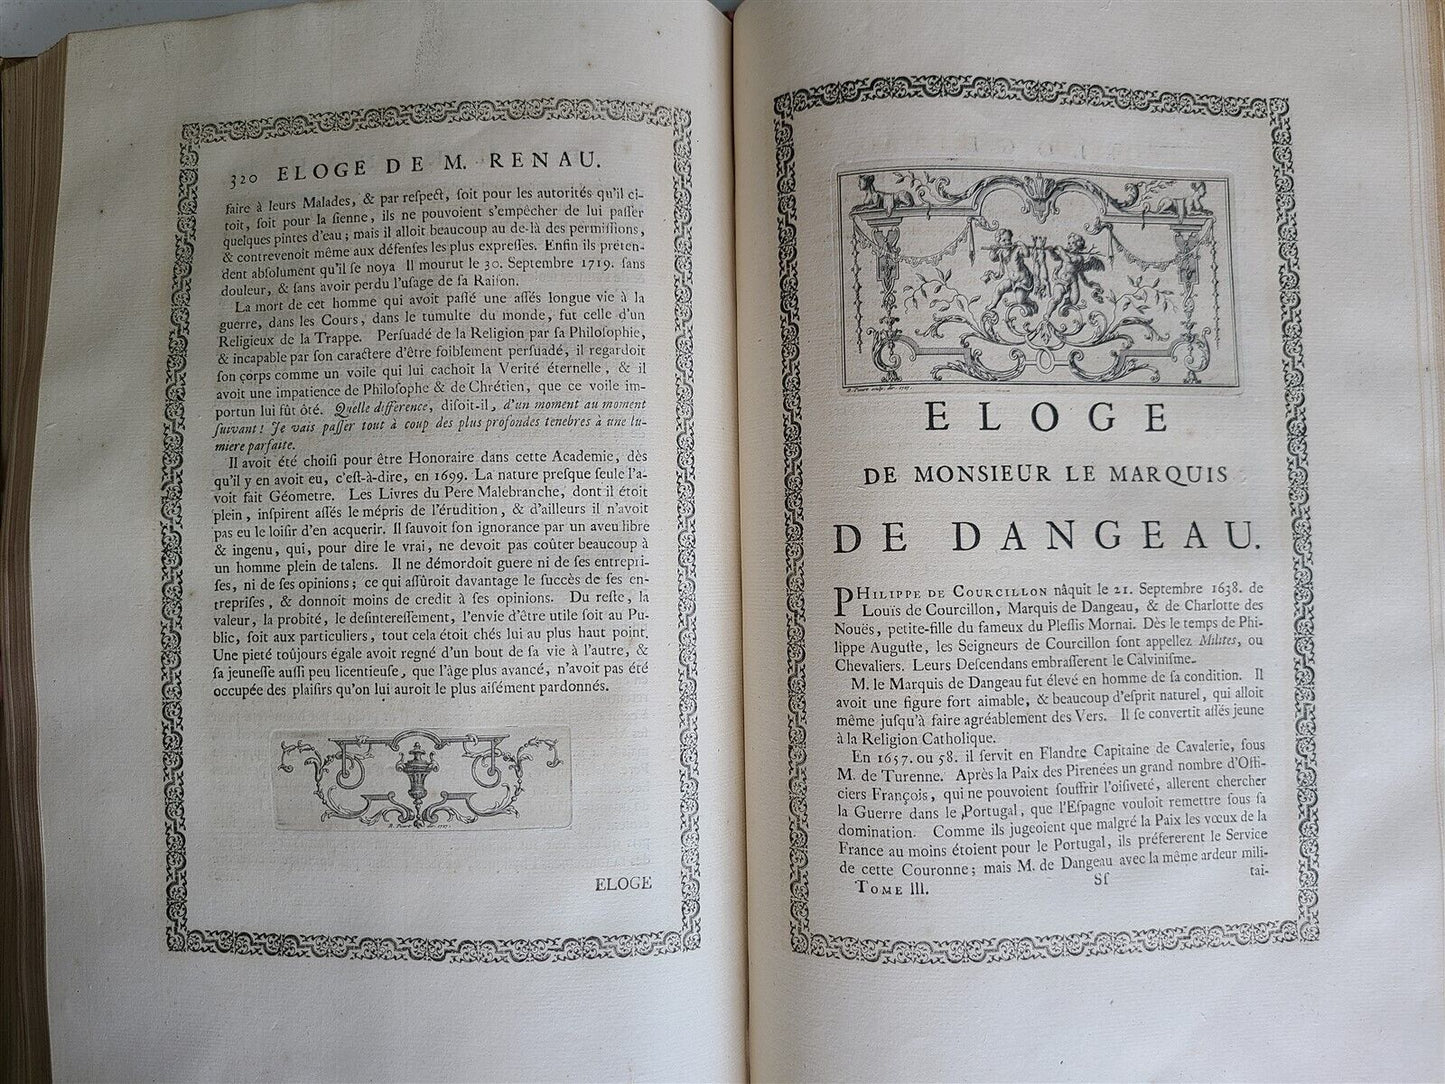 320 ELOGE DE M. RENAU.
faire à leurs Malades, & par reſpect, ſoit pour les autorités qu'il ci-
toit, ſoit pour la ſienne, ils ne pouvoient s'empêcher de lui paſſer
quelques pintes d'eau; mais il alloit beaucoup au de-là des permiſſions,
& contrevenoit même aux défenſes les plus expreſſes. Enfin ils préten-
dent abſolument qu'il ſe noya Il mourut le 30. Septembre 1719. ſans
douleur, & ſans avoir perdu l'uſage de ſa Raiſon.
La mort de cet homme qui avoit paſſé une aſſés longue vie à la
guerre, dans les Cours, dans le tumulte du monde, fut celle d'un
Religieux de la Trappe. Perſuadé de la Religion par ſa Philoſophie,
& incapable par ſon caractere d'être foiblement perſuadé, il regardoit
ſon corps comme un voile qui lui cachoit la Verité éternelle, & il
avoit une impatience de Philoſophe & de Chrétien, que ce voile im-
portun lui fût ôté. Quelle difference, diſoit-il, d'un moment au moment
ſuivant! Je vais paſſer tout à coup des plus profondes tenebres à une lu-
miere parfaite.
Il avoit été choiſi pour être Honoraire dans cette Academie, dès
qu'il y en avoit eu, c'eſt-à-dire, en 1699. La nature preſque ſeule l'a-
voit fait Géometre. Les Livres du Pere Malebranche, dont il étoit
plein, inſpirent aſſés le mépris de l'érudition, & d'ailleurs il n'avoit
pas eu le loiſir d'en acquerir. Il ſauvoit ſon ignorance par un aveu libre
& ingenu, qui, pour dire le vrai, ne devoit pas coûter beaucoup à
un homme plein de talens. Il ne démordoit guere ni de ſes entrepri-
ſes, ni de ſes opinions; ce qui aſſûroit davantage le ſuccès de ſes en-
trepriſes, & donnoit moins de credit à ſes opinions. Du reſte, la
valeur, la probité, le deſintereſſement, l'envie d'être utile ſoit au Pu-
blic, ſoit aux particuliers, tout cela étoit chés lui au plus haut point.
Une pieté toûjours égale avoit regné d'un bout de ſa vie à l'autre, &
ſa jeuneſſe auſſi peu licentieuſe, que l'âge plus avancé, n'avoit pas été
occupée des plaiſirs qu'on lui auroit le plus aiſément pardonnés.
ELOGE
ELOGE
DE MONSIEUR LE MARQUIS
DE DANGEAU.
PHILIPPE DE COURCILLON nâquit le 21. Septembre 1638. de
Louïs de Courcillon, Marquis de Dangeau, & de Charlotte des
Nouës, petite-fille du fameux du Pleſſis Mornai. Dès le temps de Phi-
lippe Auguſte, les Seigneurs de Courcillon ſont appellez Milites, ou
Chevaliers. Leurs Deſcendans embraſſerent le Calviniſme.
M. le Marquis de Dangeau fut élevé en homme de ſa condition. Il
avoit une figure fort aimable, & beaucoup d'eſprit naturel, qui alloit
même juſqu'à faire agréablement des Vers. Il ſe convertit aſſés jeune
à la Religion Catholique.
En 1657. ou 58. il ſervit en Flandre Capitaine de Cavalerie, ſous
M. de Turenne. Après la Paix des Pirenées un grand nombre d'Offi-
ciers François, qui ne pouvoient ſouffrir l'oiſiveté, allerent chercher
la Guerre dans le Portugal, que l'Eſpagne vouloit remettre ſous ſa
domination. Comme ils jugeoient que malgré la Paix les vœux de la
France au moins étoient pour le Portugal, ils préfererent le Service
de cette Couronne; mais M. de Dangeau avec la même ardeur mili-
TOME III. Sſ tai-